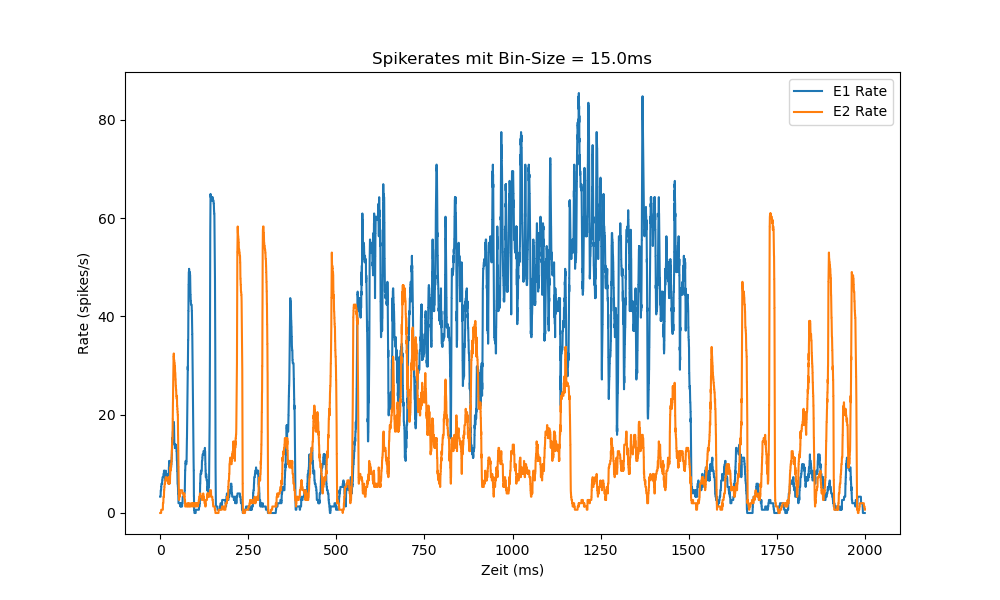 Spikerates mit Bin-Size = 15.0ms
E1 Rate
E2 Rate
Rate (spikes/s)
80
60
40
20
0
0 250 500 750 1000 1250 1500 1750 2000
Zeit (ms)